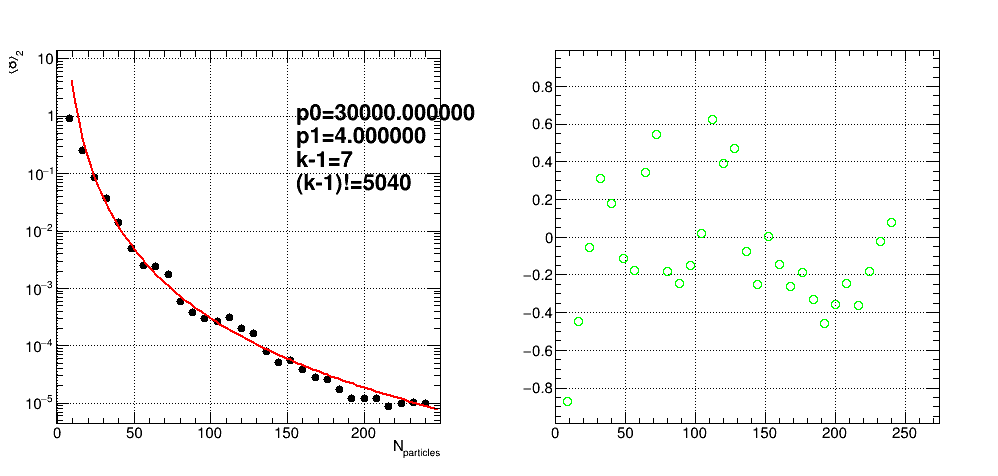 ⟨δ⟩₂
10
1
10⁻¹
10⁻²
10⁻³
10⁻⁴
10⁻⁵
p0=30000.000000
p1=4.000000
k-1=7
(k-1)!=5040
0 50 100 150 200
N_particles
0.8
0.6
0.4
0.2
0
−0.2
−0.4
−0.6
−0.8
0 50 100 150 200 250